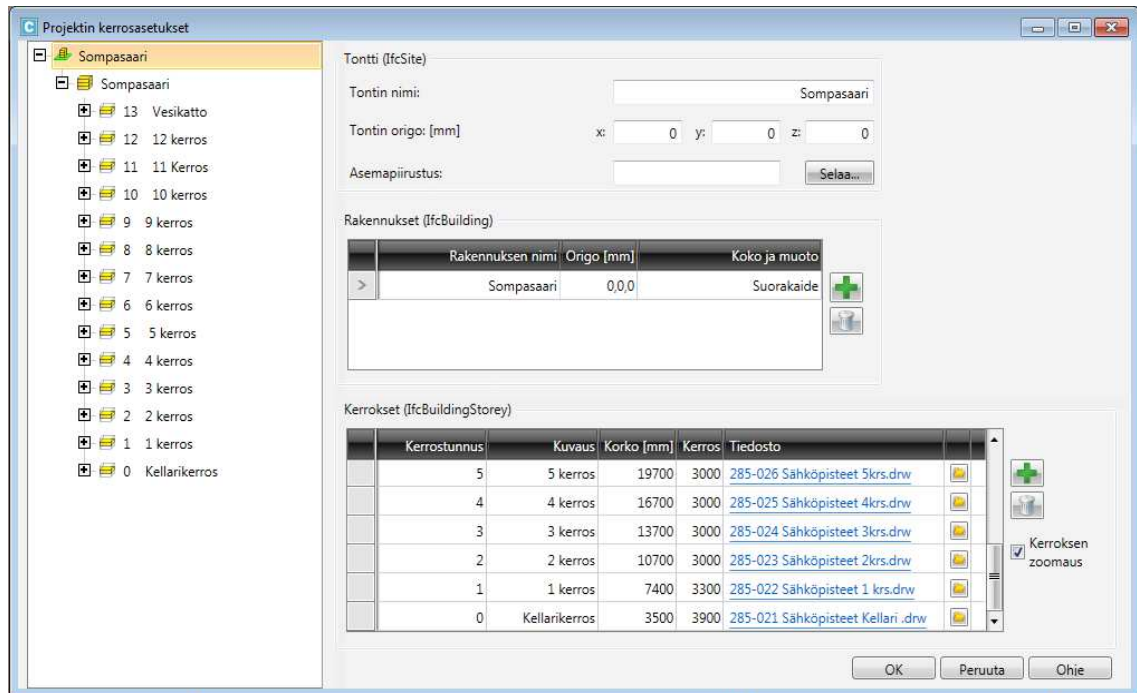 Projektin kerrosasetukset
Sompasaari
Sompasaari
13 Vesikatto
12 12 kerros
11 11 Kerros
10 10 kerros
9 9 kerros
8 8 kerros
7 7 kerros
6 6 kerros
5 5 kerros
4 4 kerros
3 3 kerros
2 2 kerros
1 1 kerros
0 Kellarikerros
Tontti (IfcSite)
Tontin nimi: Sompasaari
Tontin origo: [mm] x: 0 y: 0 z: 0
Asemapiirustus: Selaa...
Rakennukset (IfcBuilding)
Rakennuksen nimi Origo [mm] Koko ja muoto
Sompasaari 0,0,0 Suorakaide
Kerrokset (IfcBuildingStorey)
Kerrostunnus Kuvaus Korko [mm] Kerros Tiedosto
5 5 kerros 19700 3000 285-026 Sähköpisteet 5krs.drw
4 4 kerros 16700 3000 285-025 Sähköpisteet 4krs.drw
3 3 kerros 13700 3000 285-024 Sähköpisteet 3krs.drw
2 2 kerros 10700 3000 285-023 Sähköpisteet 2krs.drw
1 1 kerros 7400 3300 285-022 Sähköpisteet 1 krs.drw
0 Kellarikerros 3500 3900 285-021 Sähköpisteet Kellari .drw
Kerroksen
zoomaus
OK Peruuta Ohje